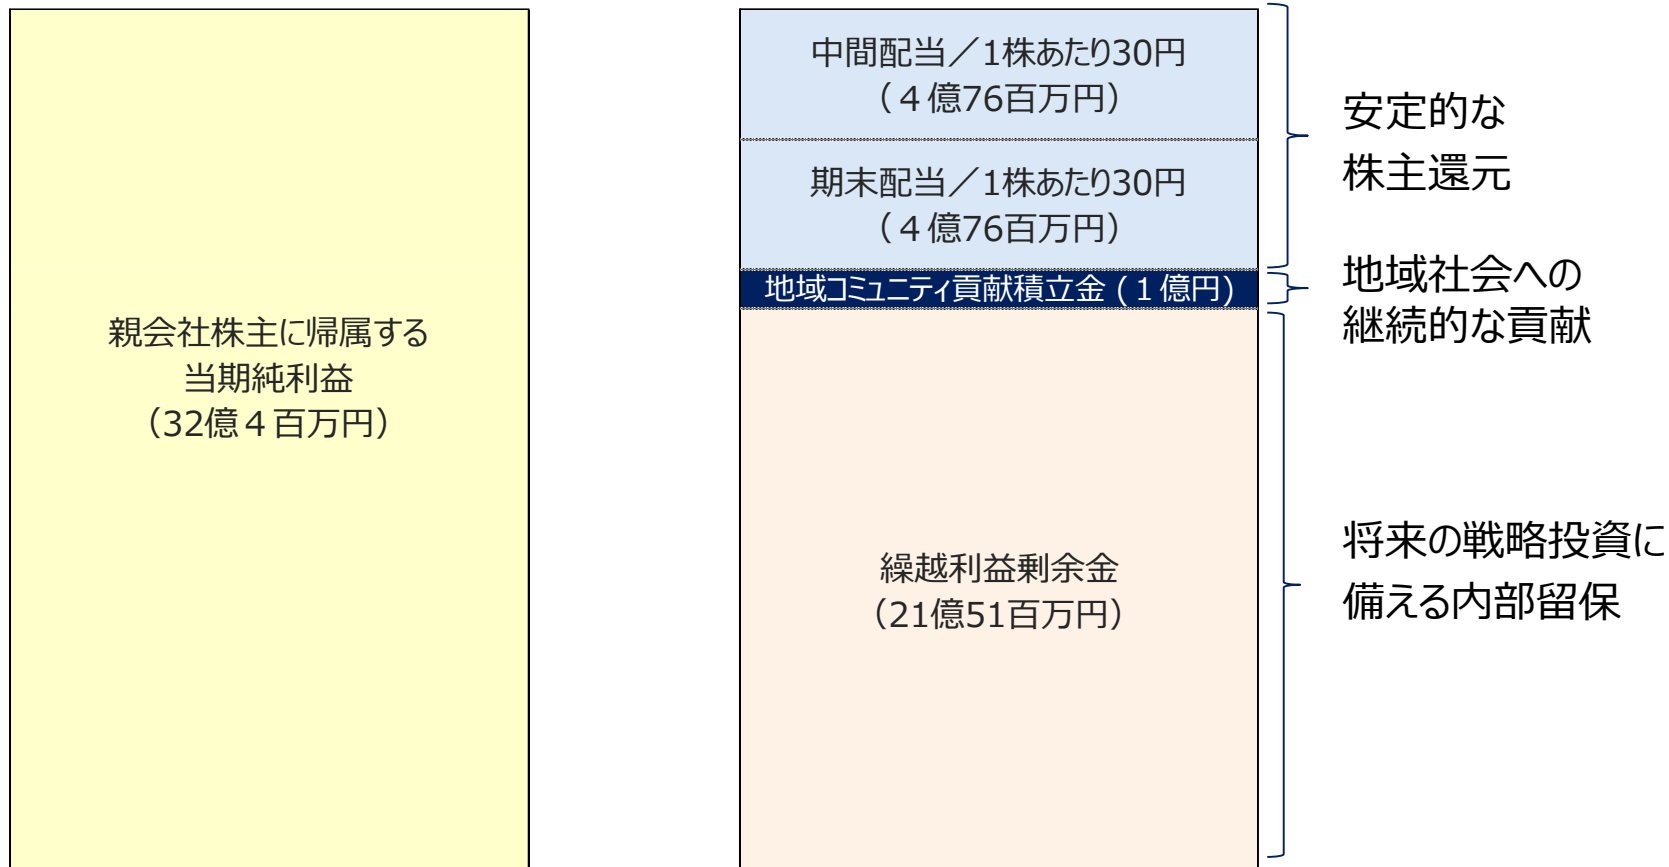 親会社株主に帰属する
当期純利益
（32億４百万円）
中間配当／1株あたり30円
（４億76百万円）
期末配当／1株あたり30円
（４億76百万円）
地域コミュニティ貢献積立金 (１億円)
繰越利益剰余金
（21億51百万円）
安定的な
株主還元
地域社会への
継続的な貢献
将来の戦略投資に
備える内部留保